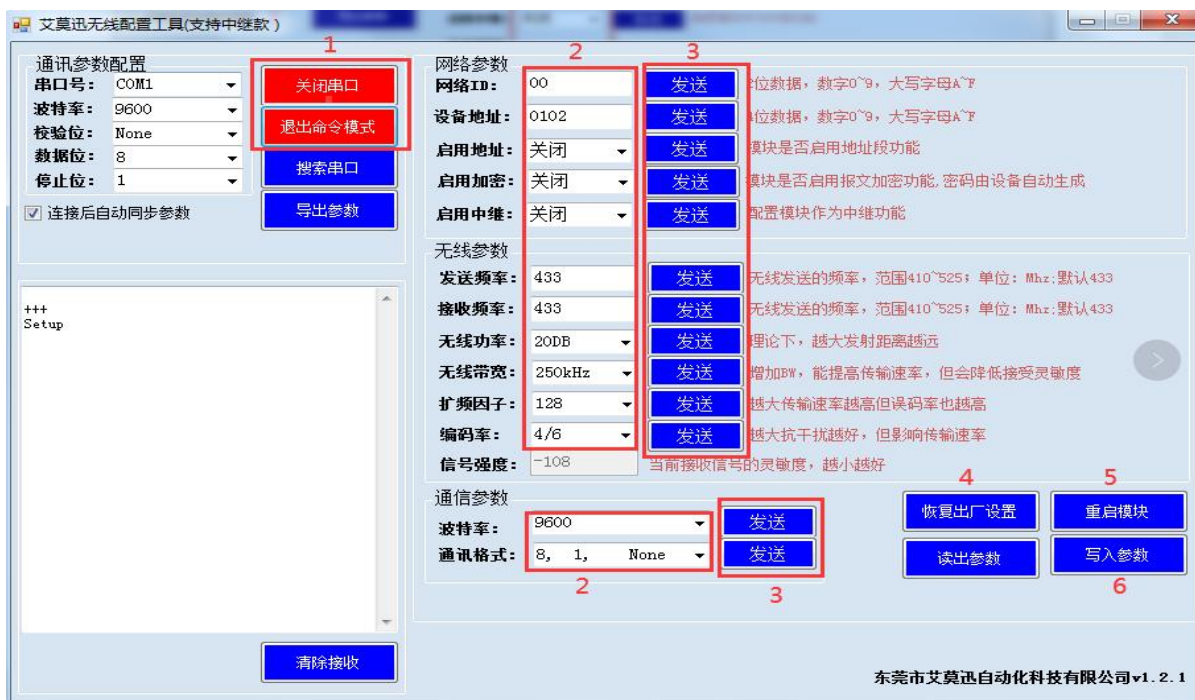 艾莫迅无线配置工具(支持中继款)
1
通讯参数配置
串口号: COM1
波特率: 9600
校验位: None
数据位: 8
停止位: 1
连接后自动同步参数
关闭串口
退出命令模式
搜索串口
导出参数
+++
Setup
清除接收
2
3
网络参数
网络ID: 00 发送 位数据，数字0~9，大写字母A~F
设备地址: 0102 发送 位数据，数字0~9，大写字母A~F
启用地址: 关闭 发送 模块是否启用地址段功能
启用加密: 关闭 发送 模块是否启用报文加密功能,密码由设备自动生成
启用中继: 关闭 发送 配置模块作为中继功能
无线参数
发送频率: 433 发送 无线发送的频率，范围410~525；单位：Mhz;默认433
接收频率: 433 发送 无线发送的频率，范围410~525；单位：Mhz;默认433
无线功率: 20DB 发送 理论下，越大发射距离越远
无线带宽: 250kHz 发送 增加BW，能提高传输速率，但会降低接受灵敏度
扩频因子: 128 发送 越大传输速率越高但误码率也越高
编码率: 4/6 发送 越大抗干扰越好，但影响传输速率
信号强度: -108 当前接收信号的灵敏度，越小越好
通信参数
波特率: 9600 发送
通讯格式: 8, 1, None 发送
2
3
4
5
恢复出厂设置 重启模块
读出参数 写入参数
6
东莞市艾莫迅自动化科技有限公司v1.2.1